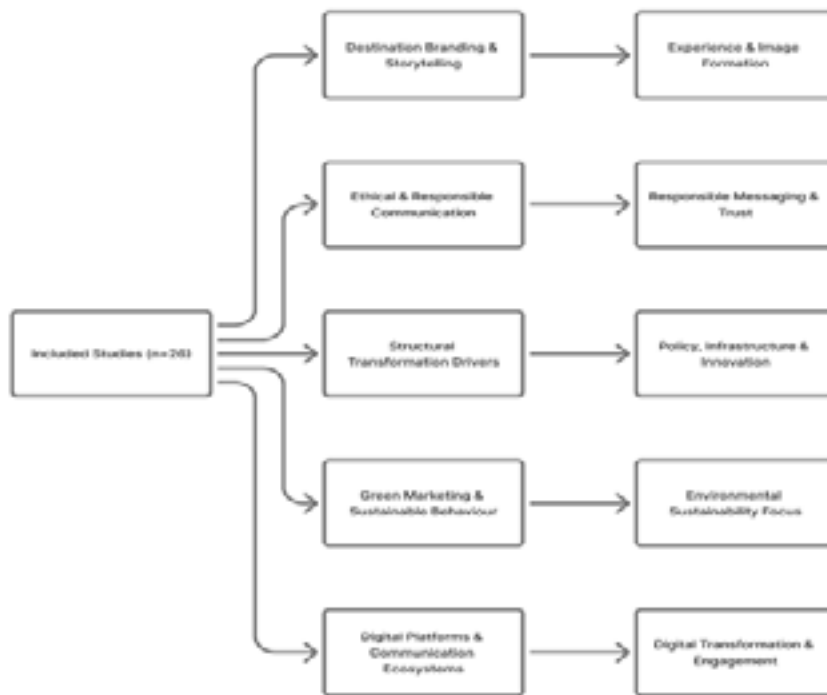 Destination Branding &
Storytelling
Experience & Image
Formation
Ethical & Responsible
Communication
Responsible Messaging &
Trust
Included Studies (n=26)
Structural
Transformation Drivers
Policy, Infrastructure &
Innovation
Green Marketing &
Sustainable Behaviour
Environmental
Sustainability Focus
Digital Platforms &
Communication
Ecosystems
Digital Transformation &
Engagement